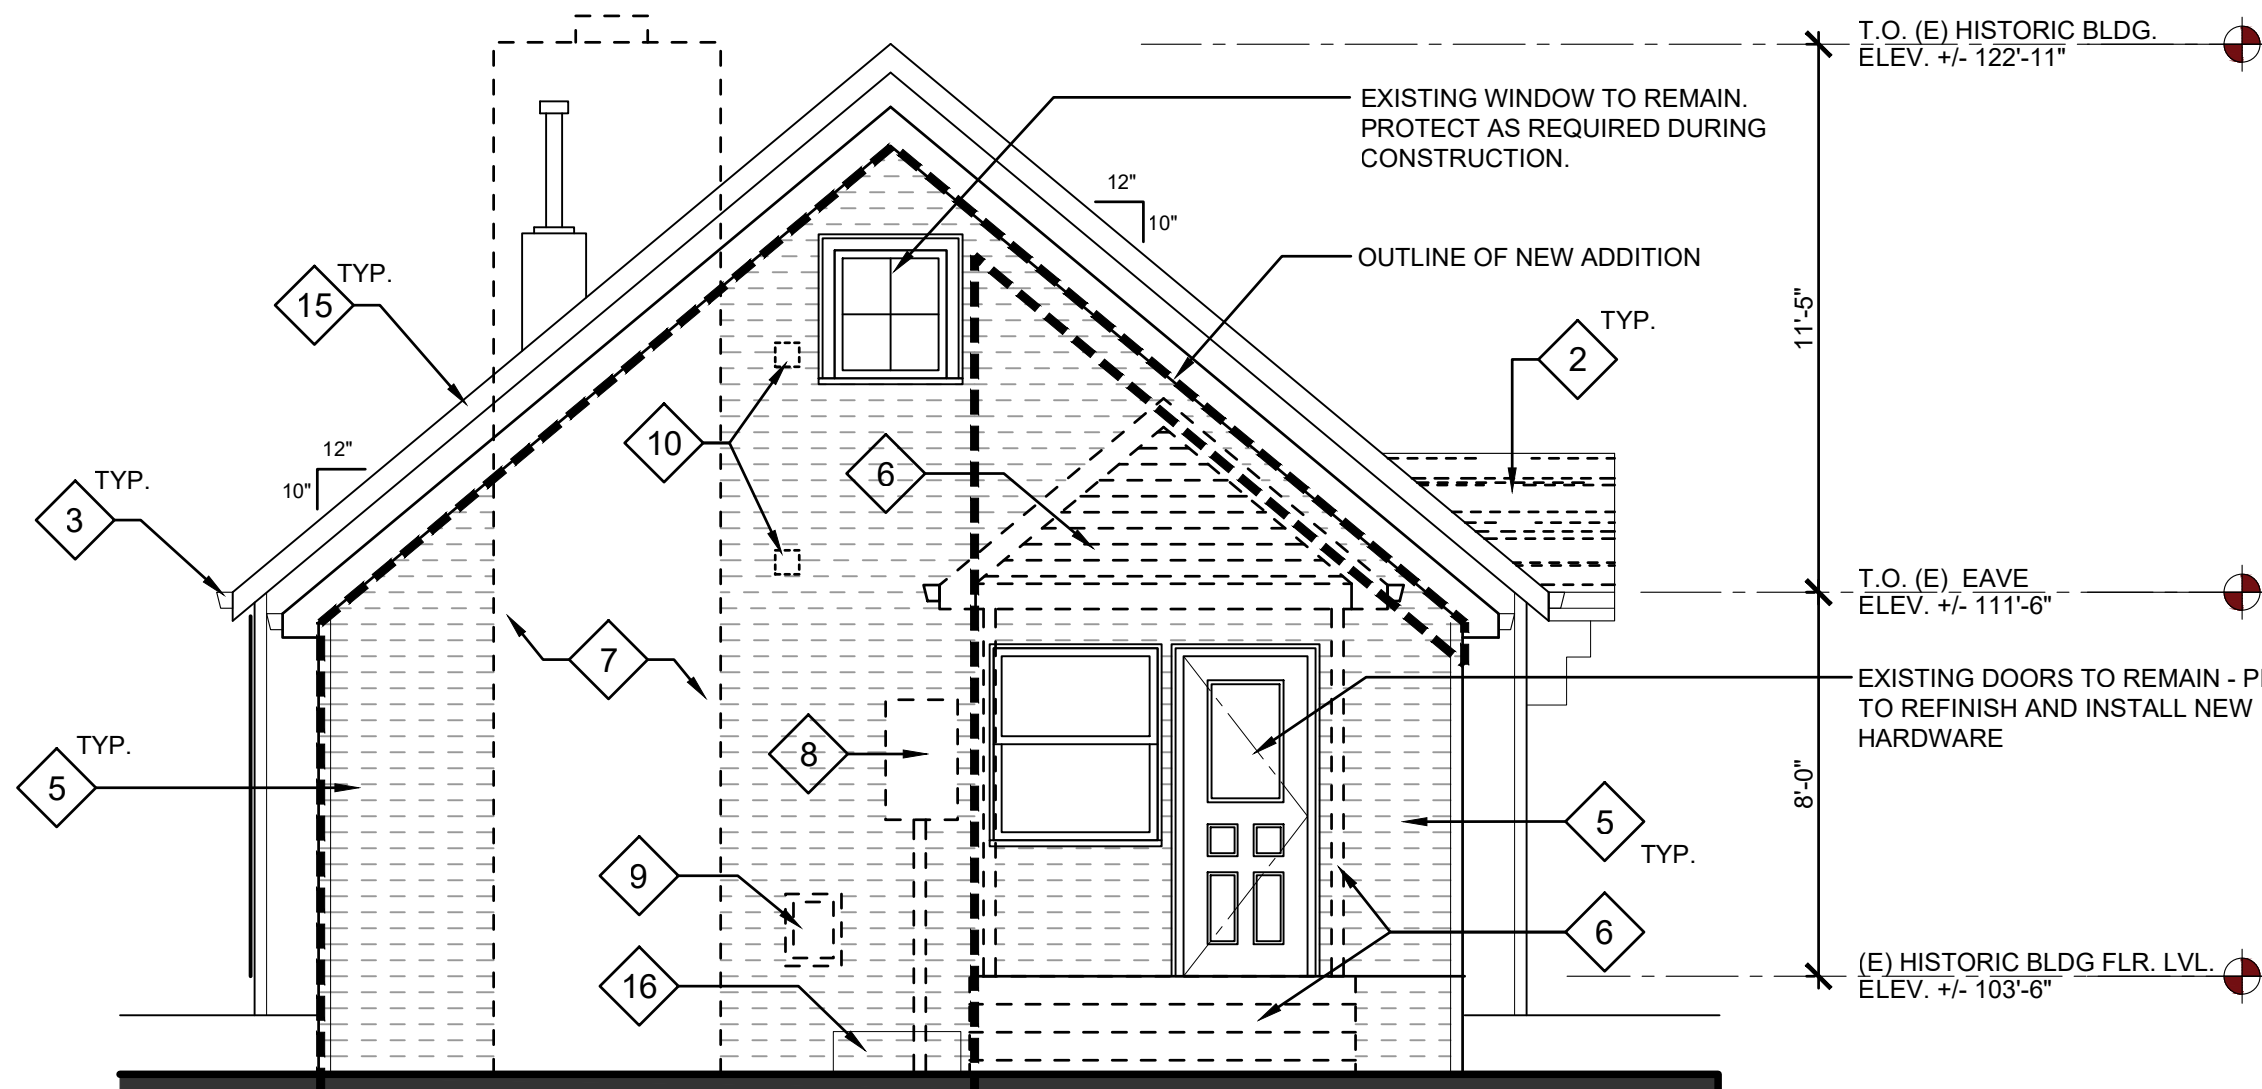 T.O. (E) HISTORIC BLDG.
ELEV. +/- 122'-11"
EXISTING WINDOW TO REMAIN.
PROTECT AS REQUIRED DURING
CONSTRUCTION.
12"
10"
OUTLINE OF NEW ADDITION
TYP.
15
11'-5"
TYP.
2
10
6
12"
10"
TYP.
3
T.O. (E) EAVE
ELEV. +/- 111'-6"
7
EXISTING DOORS TO REMAIN -
TO REFINISH AND INSTALL NEW
HARDWARE
TYP.
5
8
8'-0"
5
TYP.
9
6
16
(E) HISTORIC BLDG FLR. LVL.
ELEV. +/- 103'-6"